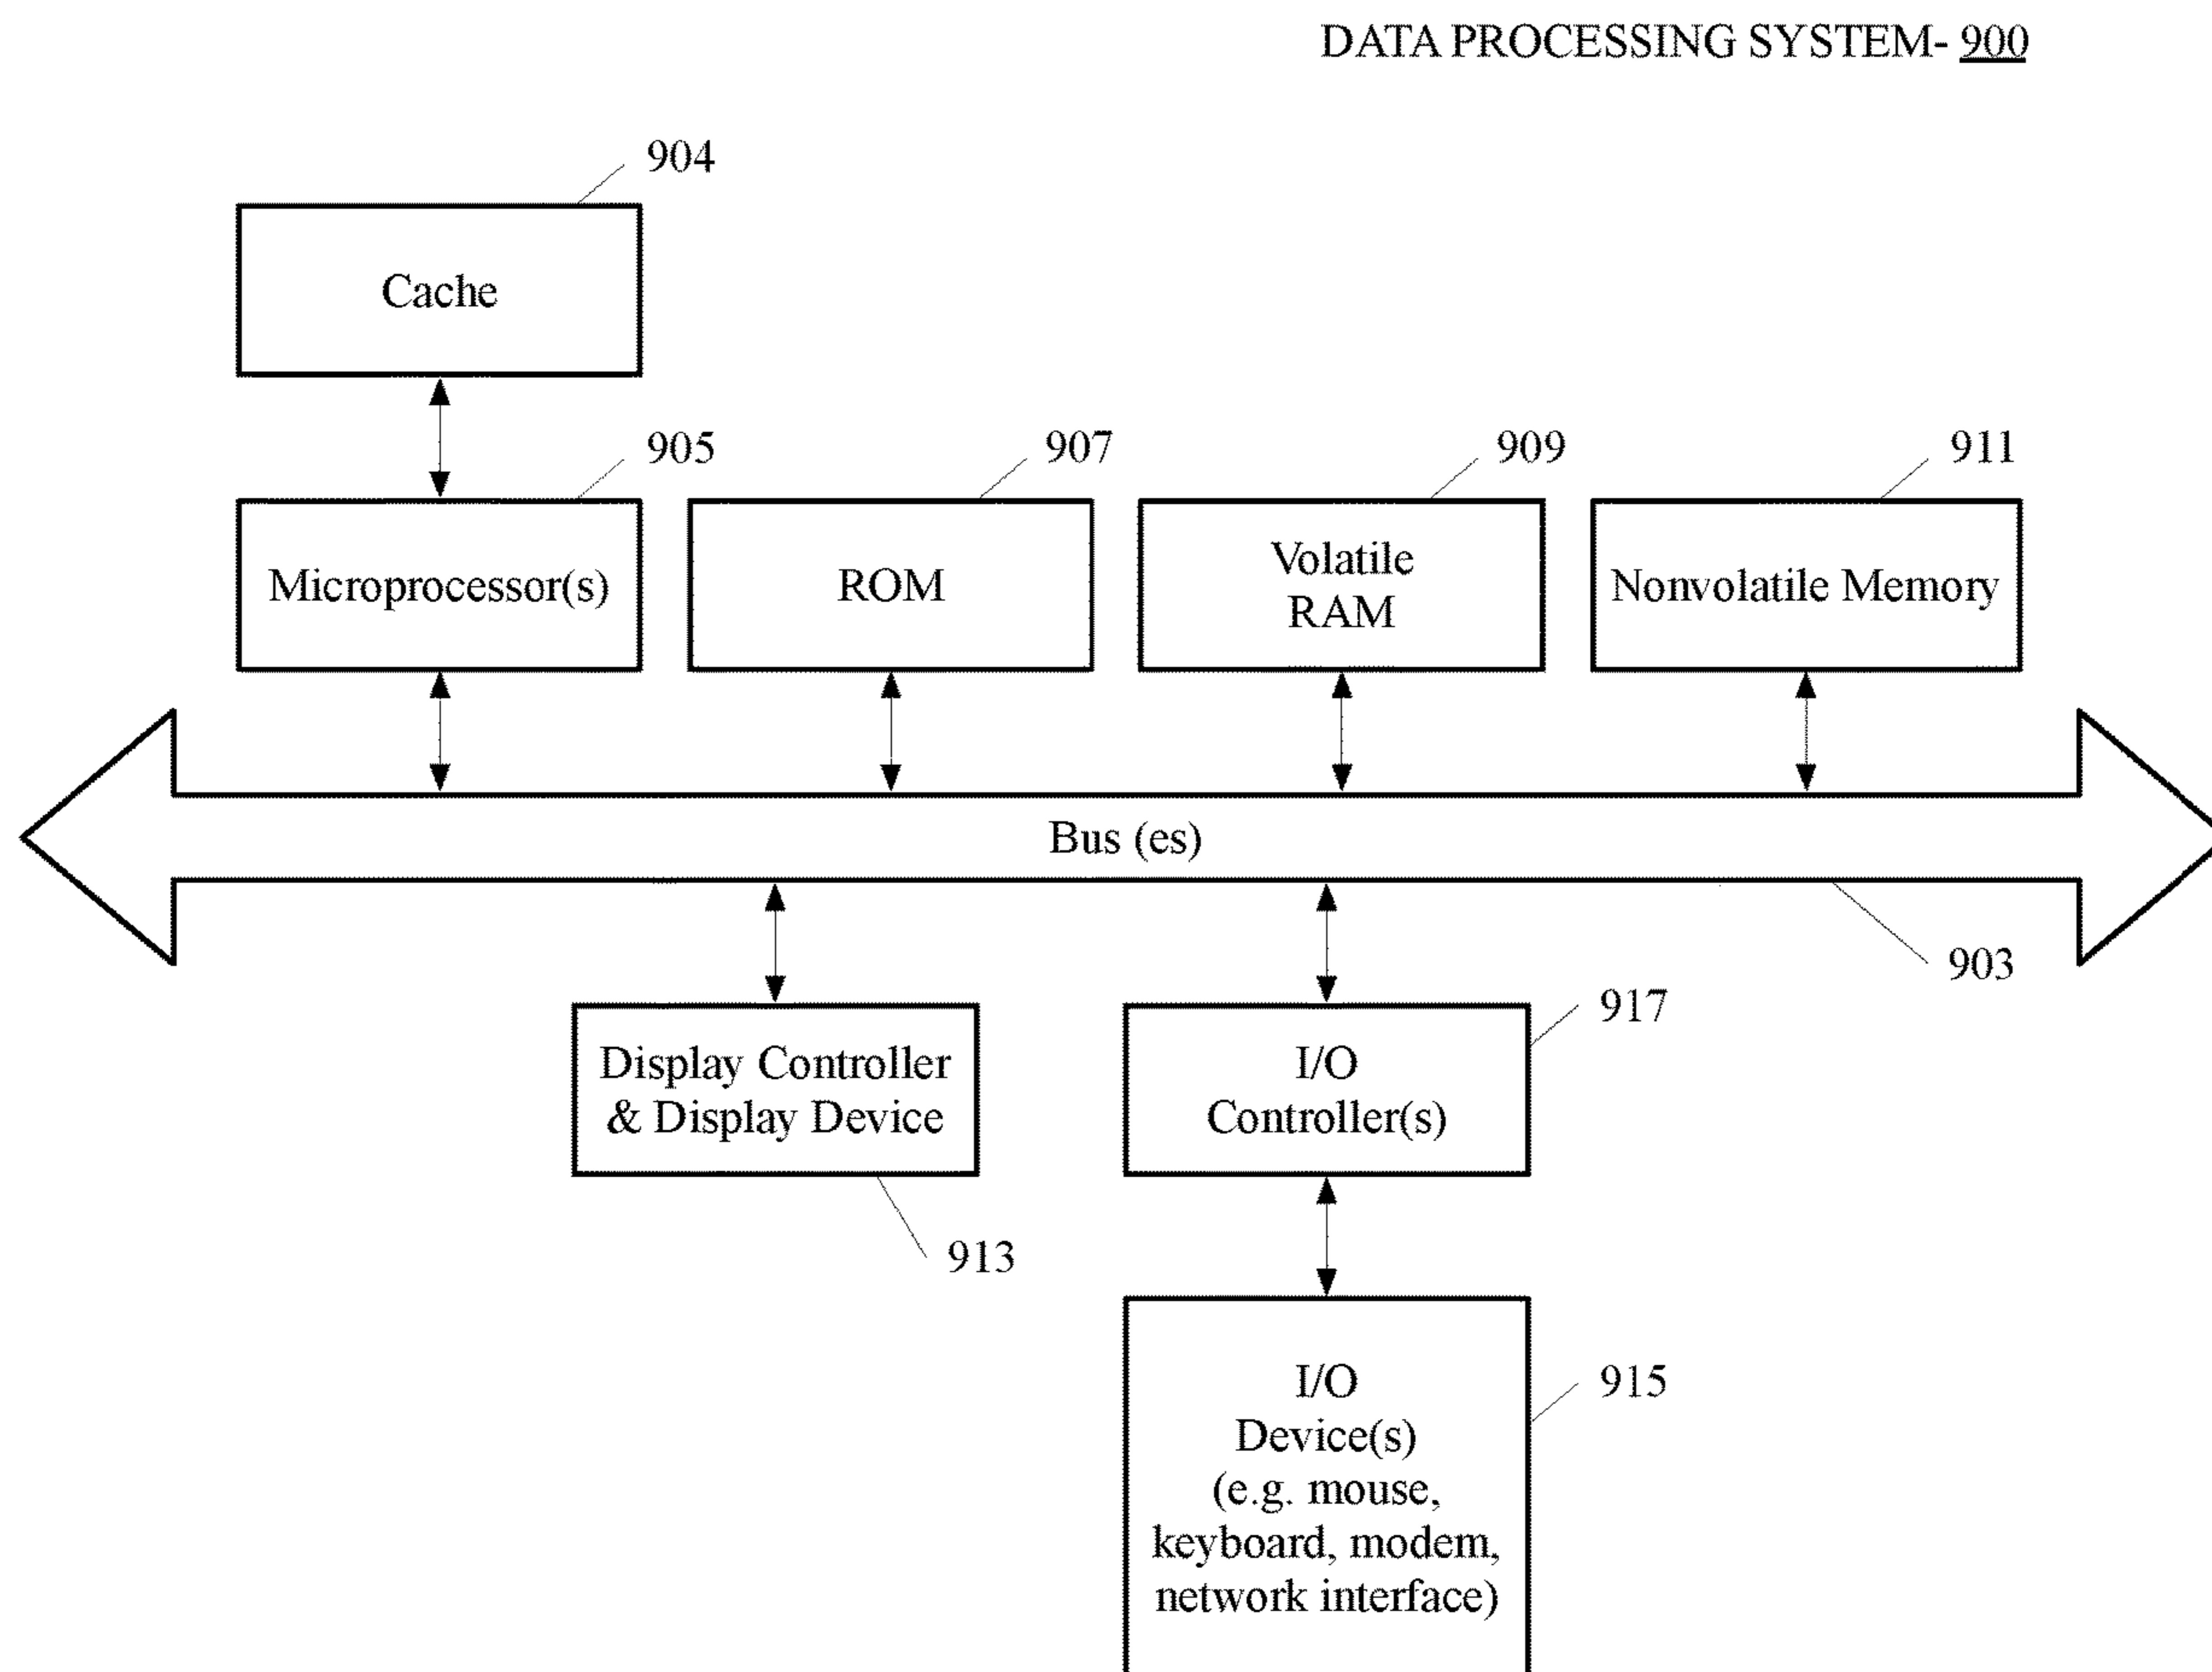 DATA PROCESSING SYSTEM- 900
904
Cache
905
907
909
911
Microprocessor(s)
ROM
Volatile
RAM
Nonvolatile Memory
Bus (es)
903
917
Display Controller
& Display Device
I/O
Controller(s)
913
915
I/O
Device(s)
(e.g. mouse,
keyboard, modem,
network interface)